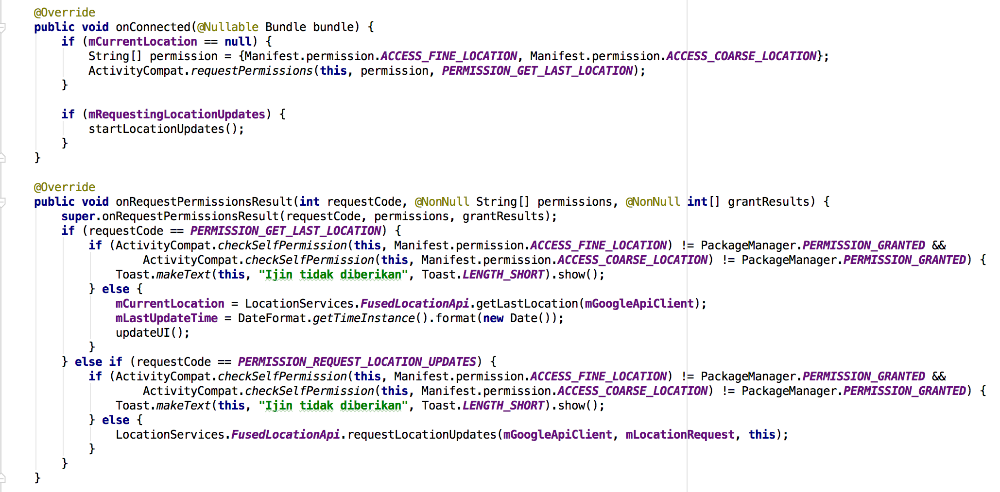 @Override
public void onConnected(@Nullable Bundle bundle) {
if (mCurrentLocation == null) {
String[] permission = {Manifest.permission.ACCESS_FINE_LOCATION, Manifest.permission.ACCESS_COARSE_LOCATION};
ActivityCompat.requestPermissions(this, permission, PERMISSION_GET_LAST_LOCATION);
}
if (mRequestingLocationUpdates) {
startLocationUpdates();
}
}
@Override
public void onRequestPermissionsResult(int requestCode, @NonNull String[] permissions, @NonNull int[] grantResults) {
super.onRequestPermissionsResult(requestCode, permissions, grantResults);
if (requestCode == PERMISSION_GET_LAST_LOCATION) {
if (ActivityCompat.checkSelfPermission(this, Manifest.permission.ACCESS_FINE_LOCATION) != PackageManager.PERMISSION_GRANTED &&
ActivityCompat.checkSelfPermission(this, Manifest.permission.ACCESS_COARSE_LOCATION) != PackageManager.PERMISSION_GRANTED) {
Toast.makeText(this, "Ijin tidak diberikan", Toast.LENGTH_SHORT).show();
} else {
mCurrentLocation = LocationServices.FusedLocationApi.getLastLocation(mGoogleApiClient);
mLastUpdateTime = DateFormat.getTimeInstance().format(new Date());
updateUI();
}
} else if (requestCode == PERMISSION_REQUEST_LOCATION_UPDATES) {
if (ActivityCompat.checkSelfPermission(this, Manifest.permission.ACCESS_FINE_LOCATION) != PackageManager.PERMISSION_GRANTED &&
ActivityCompat.checkSelfPermission(this, Manifest.permission.ACCESS_COARSE_LOCATION) != PackageManager.PERMISSION_GRANTED) {
Toast.makeText(this, "Ijin tidak diberikan", Toast.LENGTH_SHORT).show();
} else {
LocationServices.FusedLocationApi.requestLocationUpdates(mGoogleApiClient, mLocationRequest, this);
}
}
}